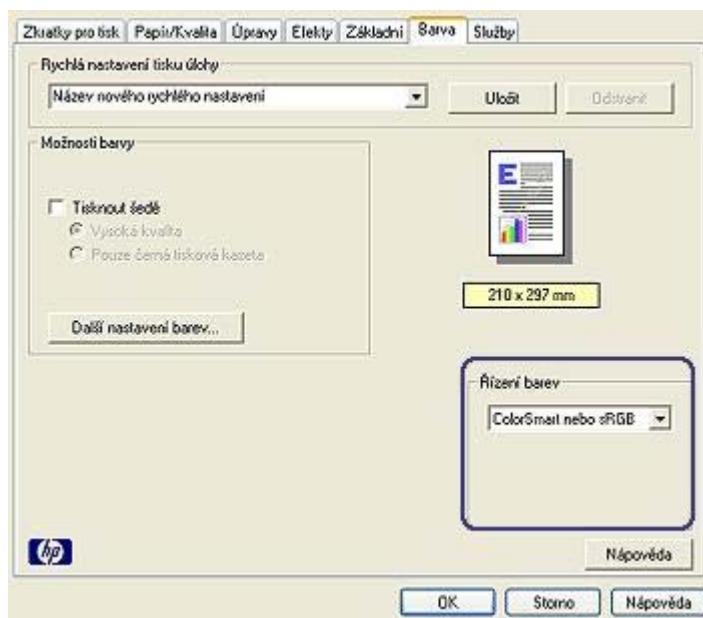 Zkratky pro tisk Papír/Kvalita Úpravy Efekty Základní Barva Služby
Rychlá nastavení tisku úlohy
Název nového rychlého nastavení
Uložit
Odstranit
Možnosti barvy
Tisknout šedě
Vysoká kvalita
Pouze černá tisková kazeta
Další nastavení barev...
E
210 x 297 mm
Řízení barev
ColorSmart nebo sRGB
hp
Nápověda
OK Storno Nápověda